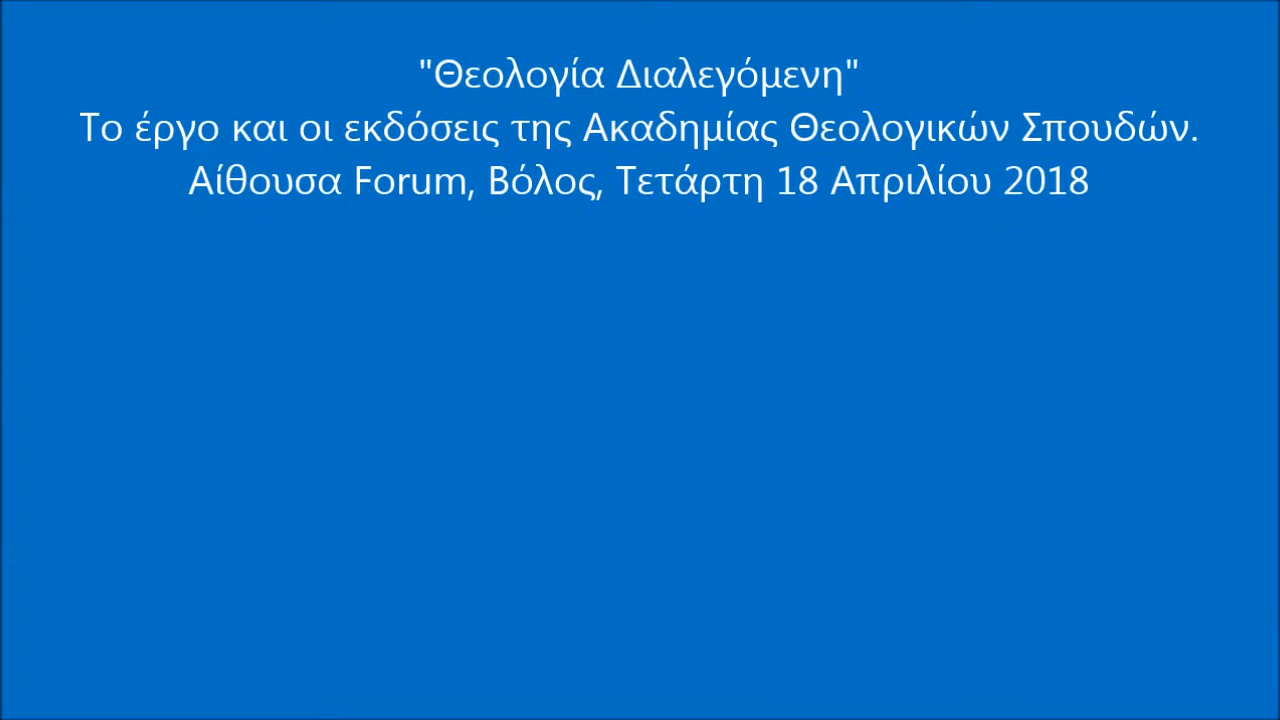 "Θεολογία Διαλεγόμενη"
Το έργο και οι εκδόσεις της Ακαδημίας Θεολογικών Σπουδών.
Αίθουσα Forum, Βόλος, Τετάρτη 18 Απριλίου 2018